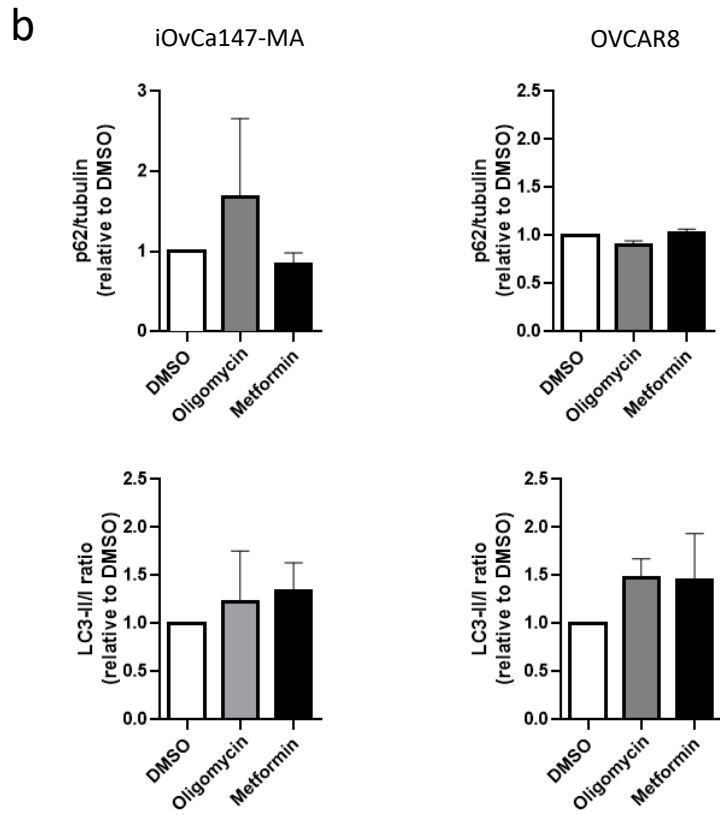 b
iOvCa147-MA
OVCAR8
p62/tubulin
(relative to DMSO)
3
2
1
0
DMSO
Oligomycin
Metformin
p62/tubulin
(relative to DMSO)
2.5
2.0
1.5
1.0
0.5
0.0
DMSO
Oligomycin
Metformin
LC3-II/I ratio
(relative to DMSO)
2.5
2.0
1.5
1.0
0.5
0.0
DMSO
Oligomycin
Metformin
LC3-II/I ratio
(relative to DMSO)
2.5
2.0
1.5
1.0
0.5
0.0
DMSO
Oligomycin
Metformin